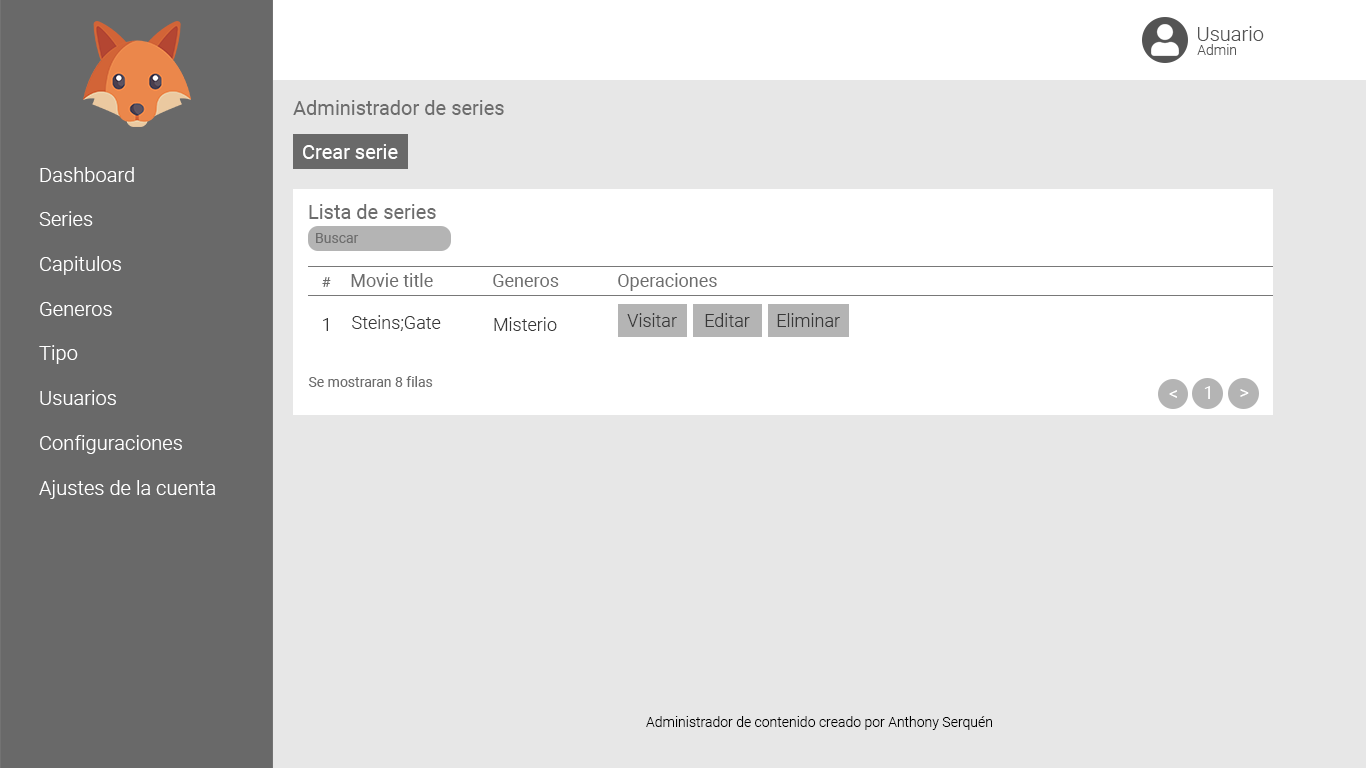 Usuario
Admin
Dashboard
Series
Capitulos
Generos
Tipo
Usuarios
Configuraciones
Ajustes de la cuenta
Administrador de series
Crear serie
Lista de series
Buscar
# Movie title Generos Operaciones
1 Steins;Gate Misterio Visitar Editar Eliminar
Se mostraran 8 filas
< 1 >
Administrador de contenido creado por Anthony Serquén